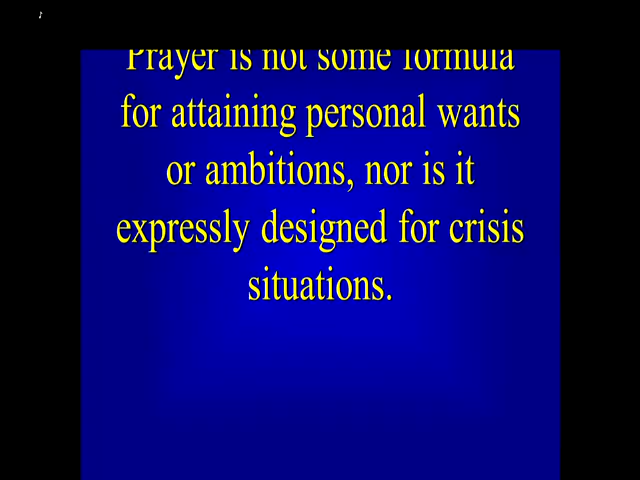 Prayer is not some formula
for attaining personal wants
or ambitions, nor is it
expressly designed for crisis
situations.